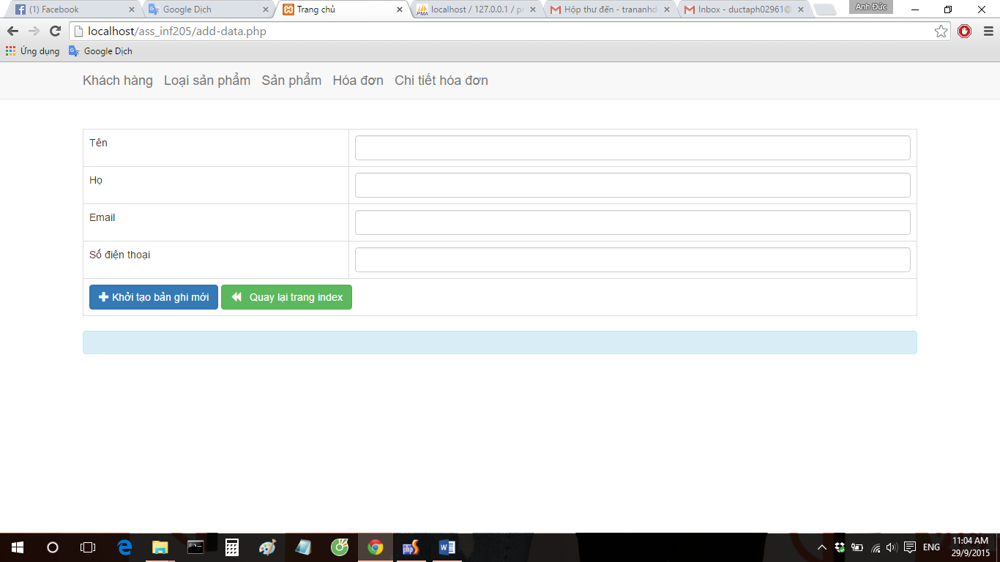 (1) Facebook Google Dịch Trang chủ localhost / 127.0.0.1 / pr Hộp thư đến - trananhd Inbox - ductaph02961@ Anh Đức
localhost/ass_inf205/add-data.php
Ứng dụng Google Dịch
Khách hàng Loại sản phẩm Sản phẩm Hóa đơn Chi tiết hóa đơn
Tên
Họ
Email
Số điện thoại
Khởi tạo bản ghi mới Quay lại trang index
ENG 11:04 AM
29/9/2015